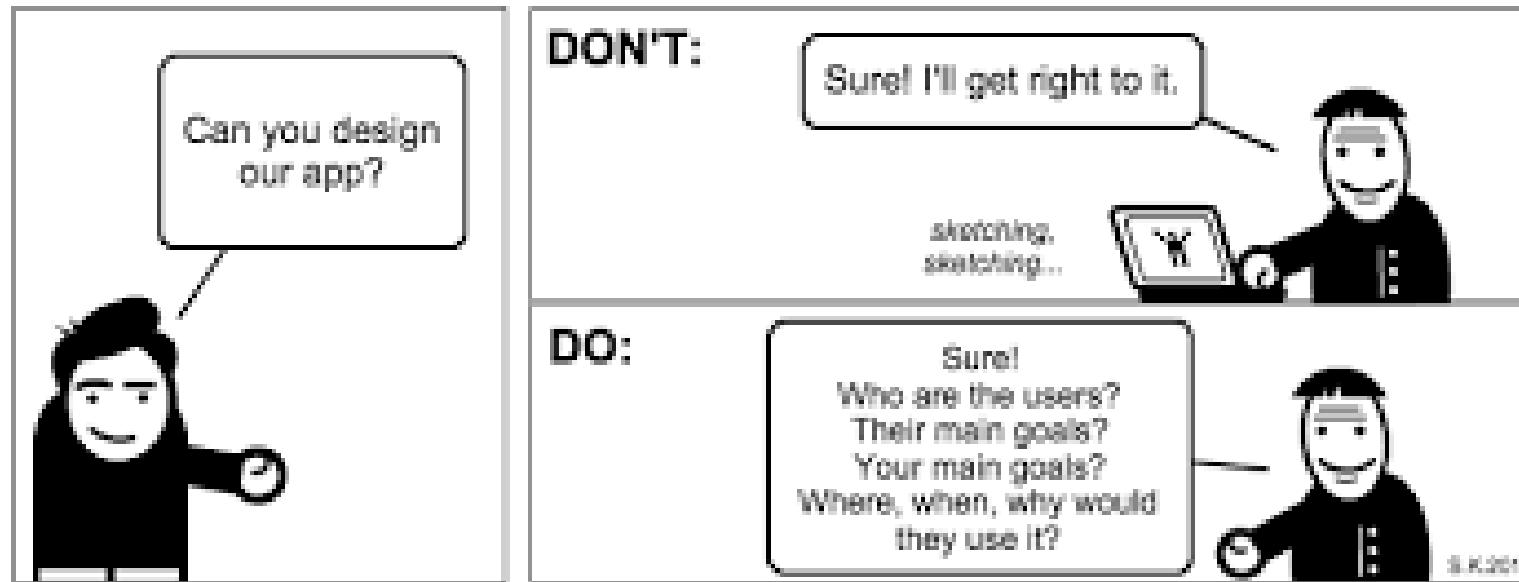 Can you design
our app?
DON'T:
Sure! I'll get right to it.
sketching,
sketching...
DO:
Sure!
Who are the users?
Their main goals?
Your main goals?
Where, when, why would
they use it?
S.K.201